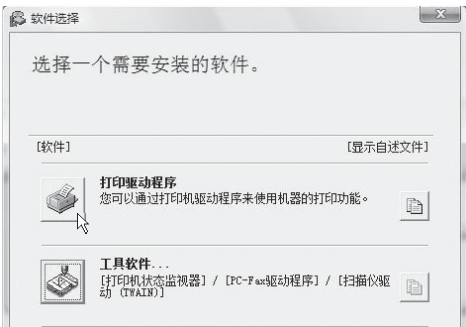 软件选择
选择一个需要安装的软件。
[软件] [显示自述文件]
打印驱动程序
您可以通过打印机驱动程序来使用机器的打印功能。
工具软件...
[打印机状态监视器] / [PC-Fax驱动程序] / [扫描仪驱
动 (TWAIN)]